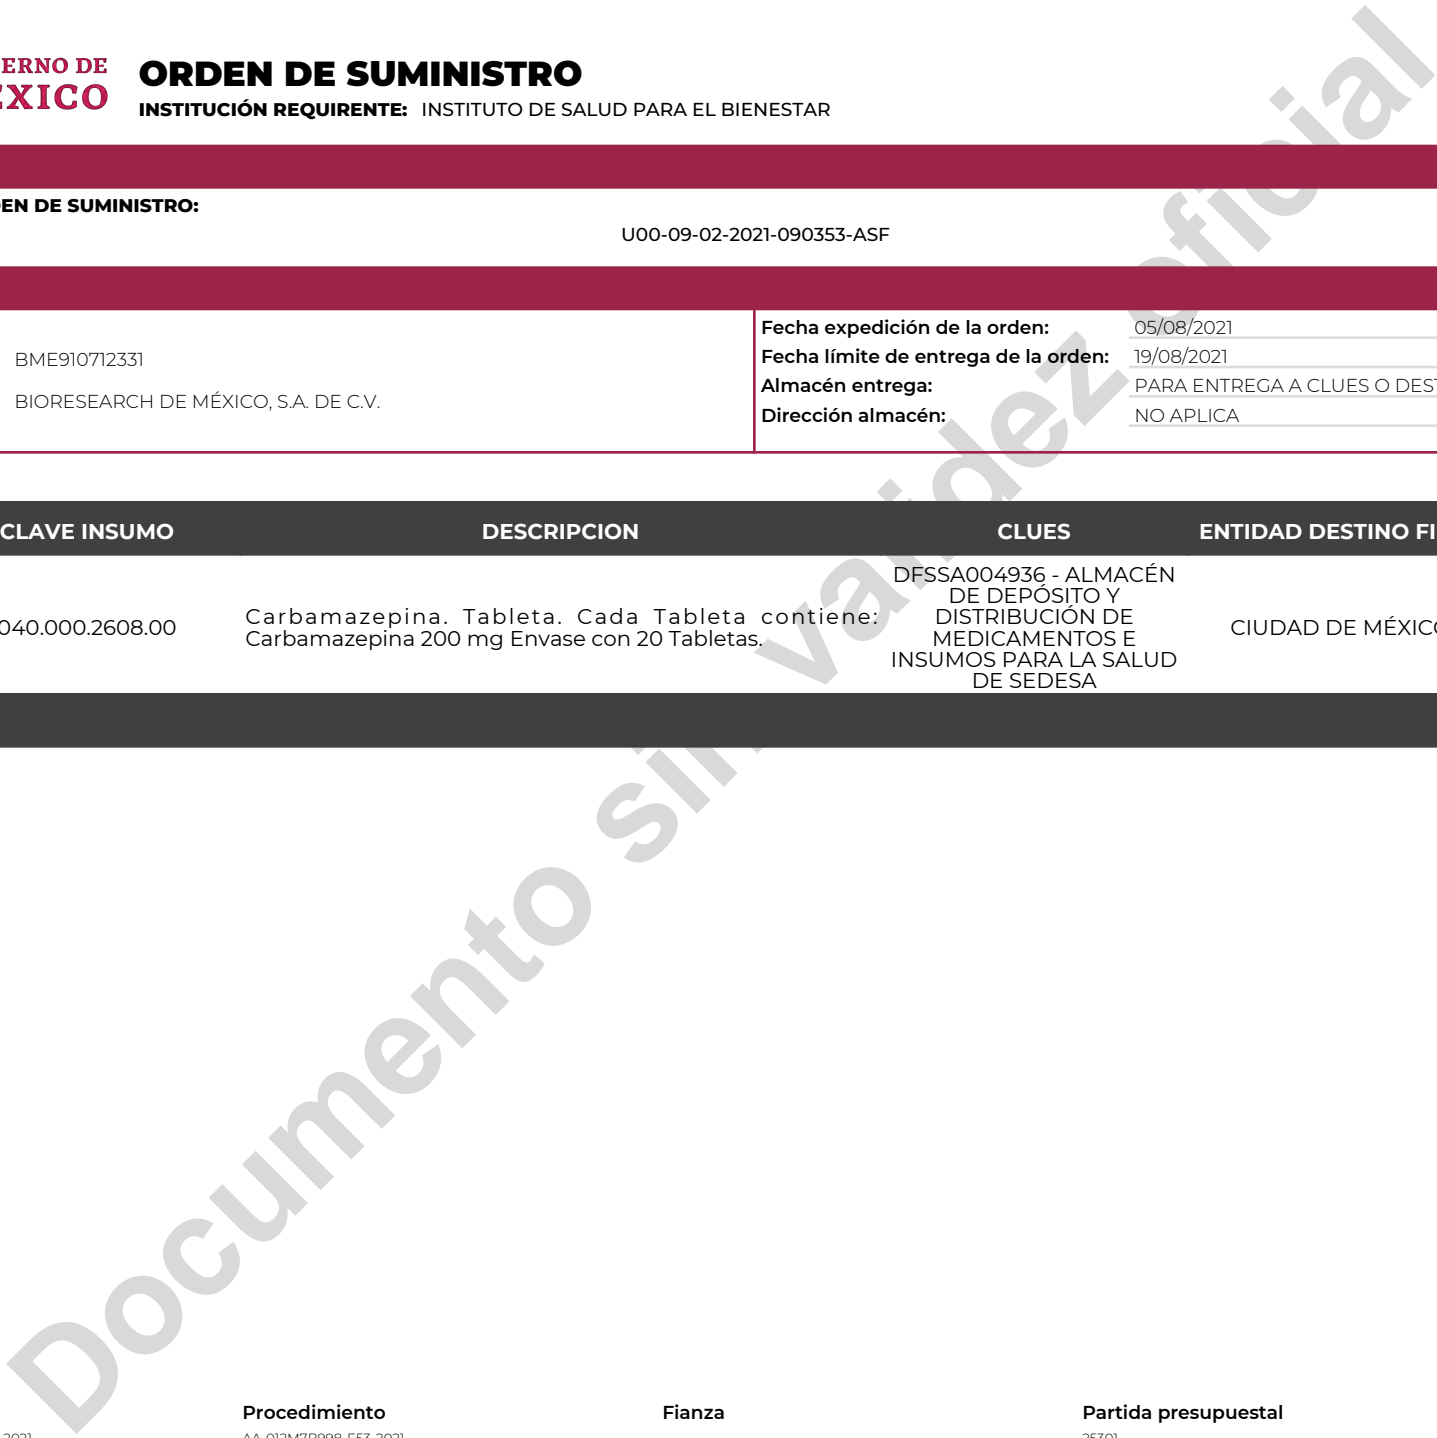 ERNO DE
ÉXICO
ORDEN DE SUMINISTRO
INSTITUCIÓN REQUIRENTE: INSTITUTO DE SALUD PARA EL BIENESTAR
EN DE SUMINISTRO:
U00-09-02-2021-090353-ASF
BME910712331
BIORESEARCH DE MÉXICO, S.A. DE C.V.
Fecha expedición de la orden: 05/08/2021
Fecha límite de entrega de la orden: 19/08/2021
Almacén entrega: PARA ENTREGA A CLUES O DEST
Dirección almacén: NO APLICA
CLAVE INSUMO DESCRIPCION CLUES ENTIDAD DESTINO FI
040.000.2608.00
Carbamazepina. Tableta. Cada Tableta contiene:
Carbamazepina 200 mg Envase con 20 Tabletas.
DFSSA004936 - ALMACÉN
DE DEPÓSITO Y
DISTRIBUCIÓN DE
MEDICAMENTOS E
INSUMOS PARA LA SALUD
DE SEDESA
CIUDAD DE MÉXICO
Documento sin validez oficial
Procedimiento Fianza Partida presupuestal